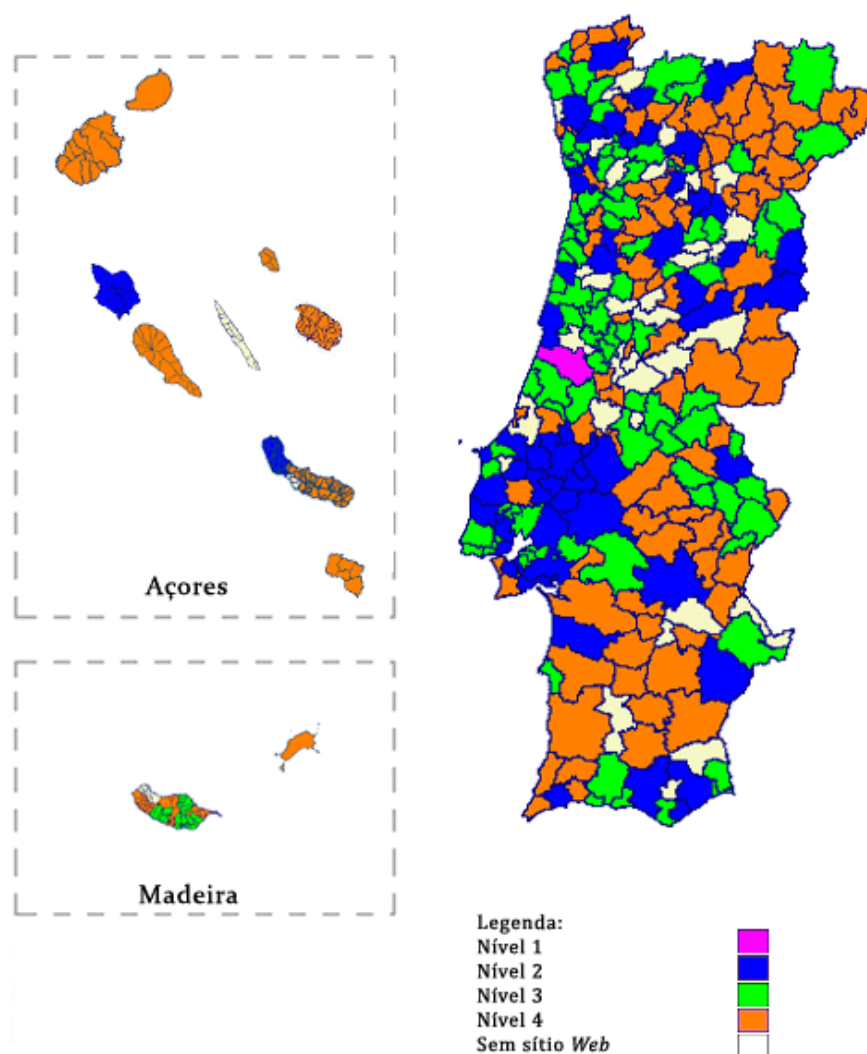 Açores
Madeira
Legenda:
Nível 1
Nível 2
Nível 3
Nível 4
Sem sítio Web